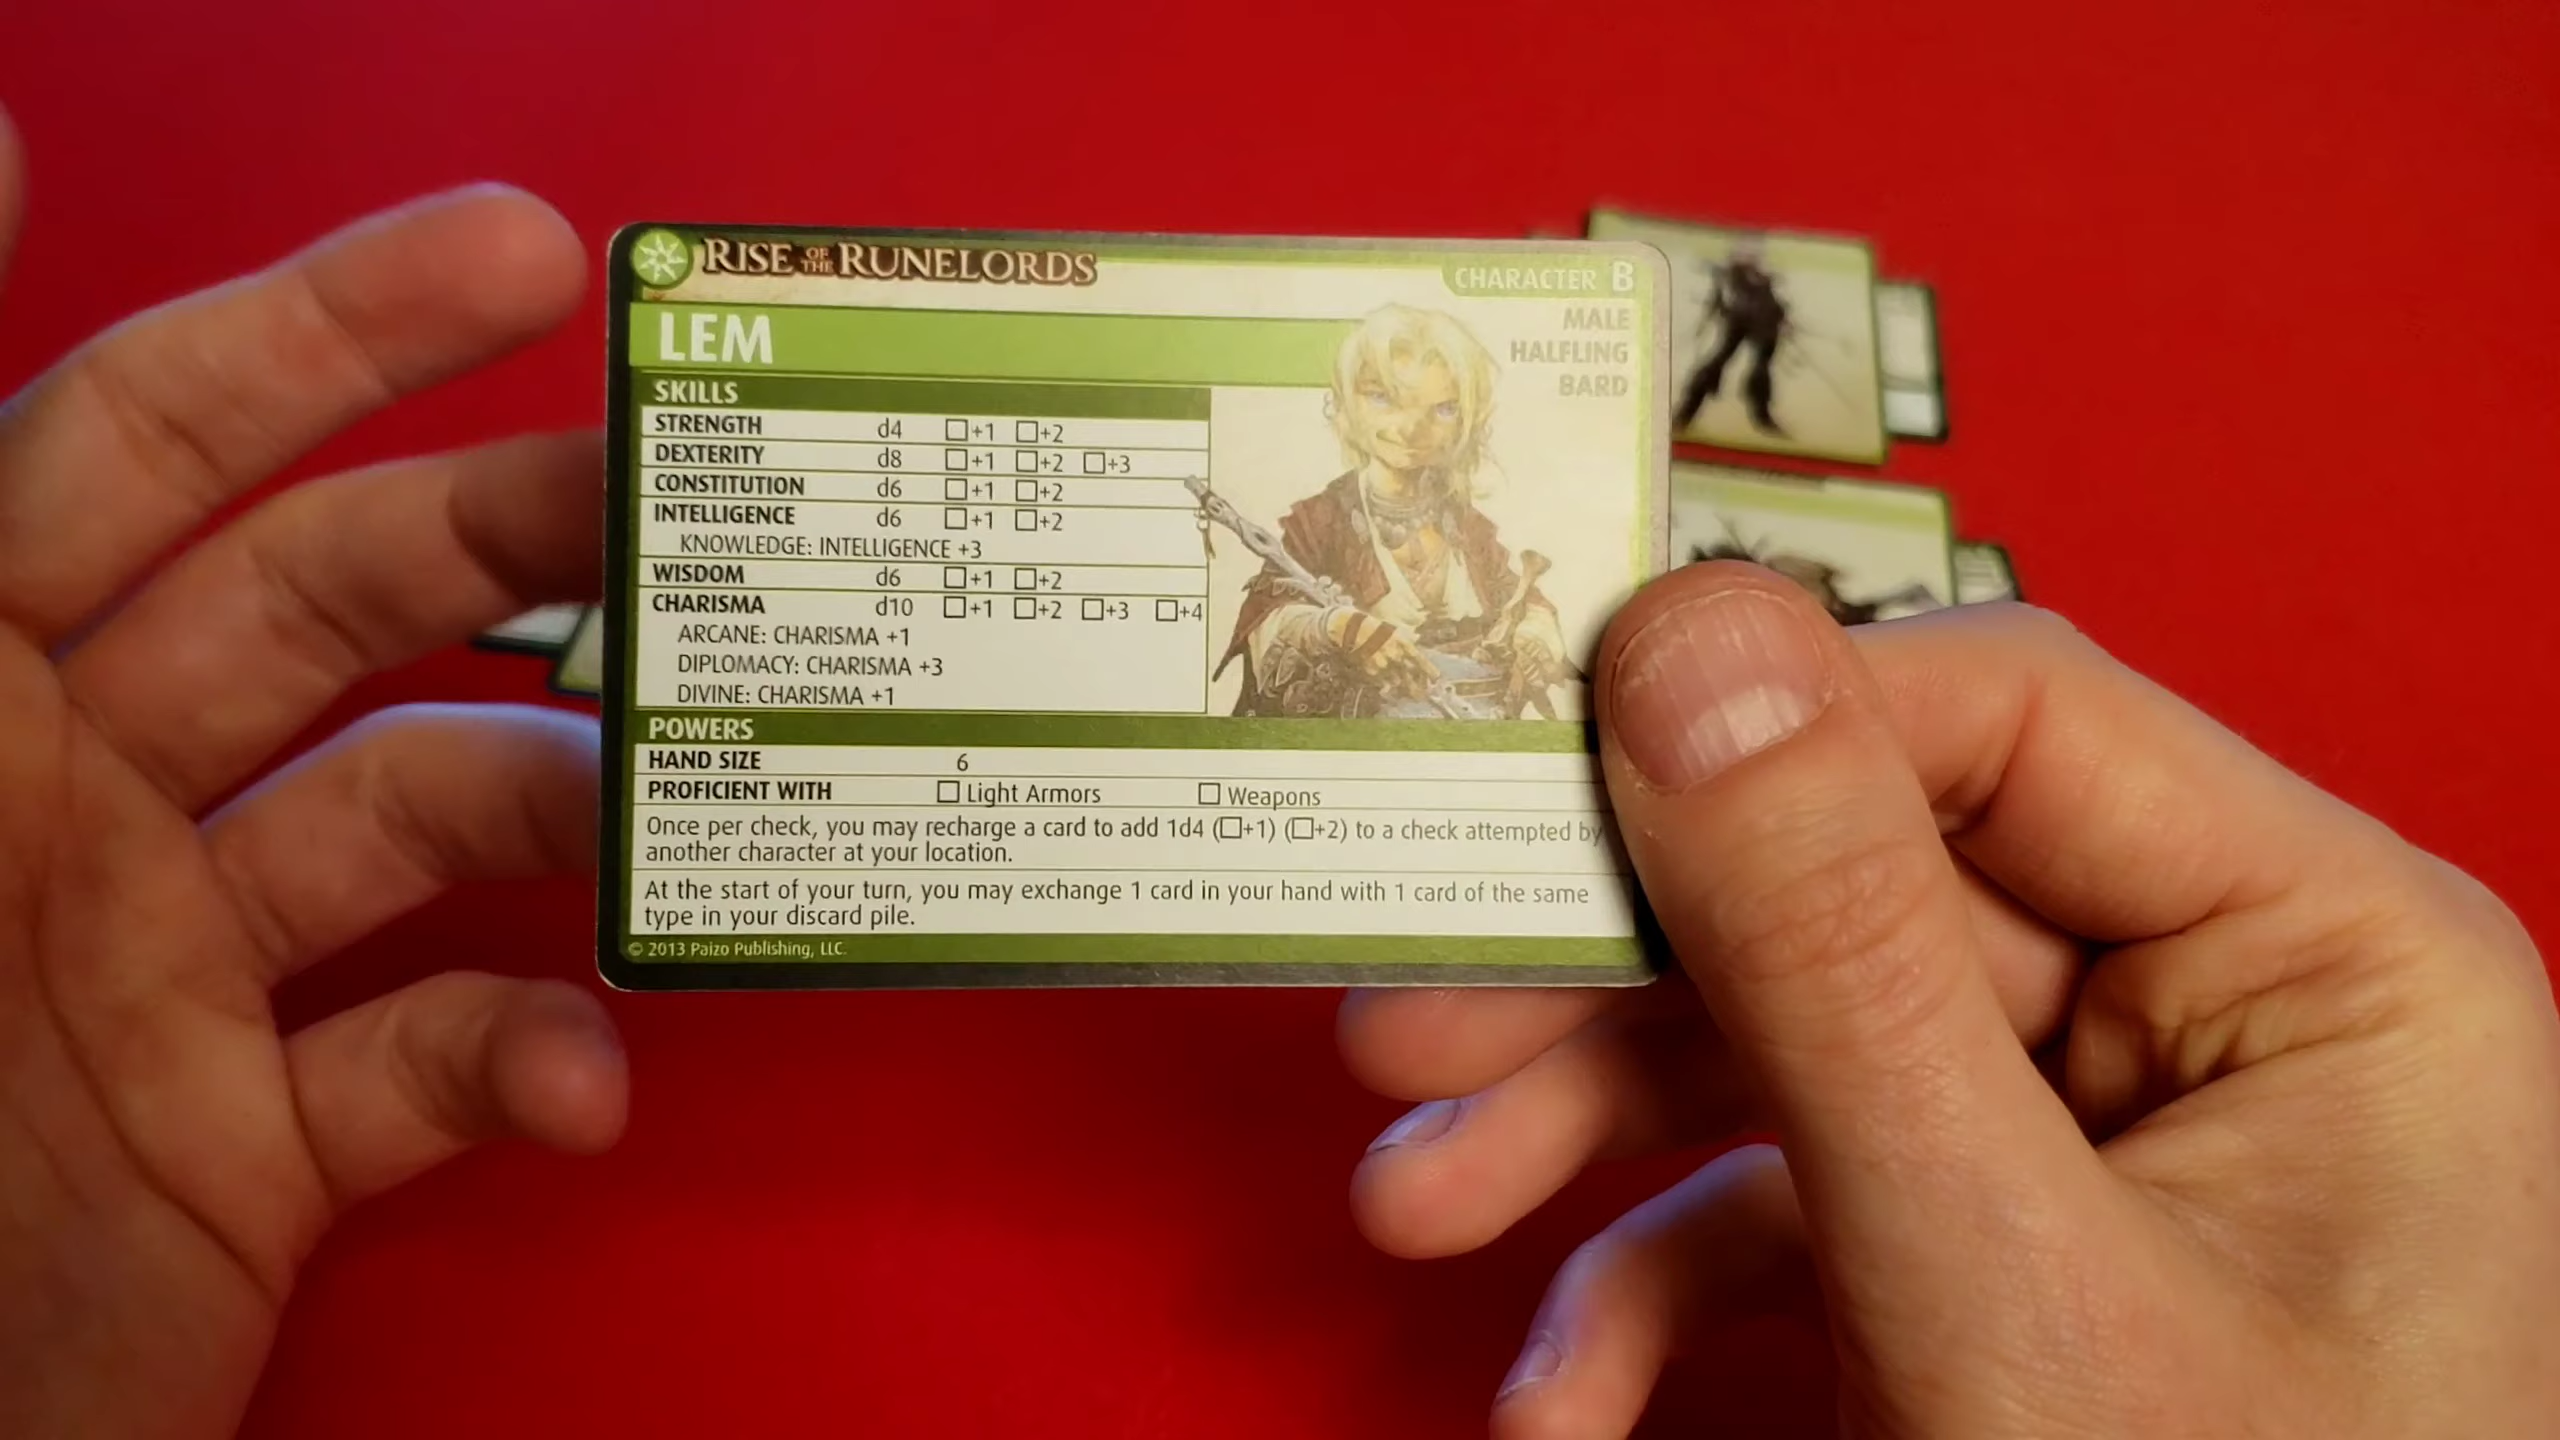 RISE OF THE RUNELORDS
CHARACTER B
LEM
MALE
HALFLING
BARD
SKILLS
STRENGTH d4 ☐+1 ☐+2
DEXTERITY d8 ☐+1 ☐+2 ☐+3
CONSTITUTION d6 ☐+1 ☐+2
INTELLIGENCE d6 ☐+1 ☐+2
KNOWLEDGE: INTELLIGENCE +3
WISDOM d6 ☐+1 ☐+2
CHARISMA d10 ☐+1 ☐+2 ☐+3 ☐+4
ARCANE: CHARISMA +1
DIPLOMACY: CHARISMA +3
DIVINE: CHARISMA +1
POWERS
HAND SIZE 6
PROFICIENT WITH ☐ Light Armors ☐ Weapons
Once per check, you may recharge a card to add 1d4 (☐+1) (☐+2) to a check attempted by
another character at your location.
At the start of your turn, you may exchange 1 card in your hand with 1 card of the same
type in your discard pile.
© 2013 Paizo Publishing, LLC.